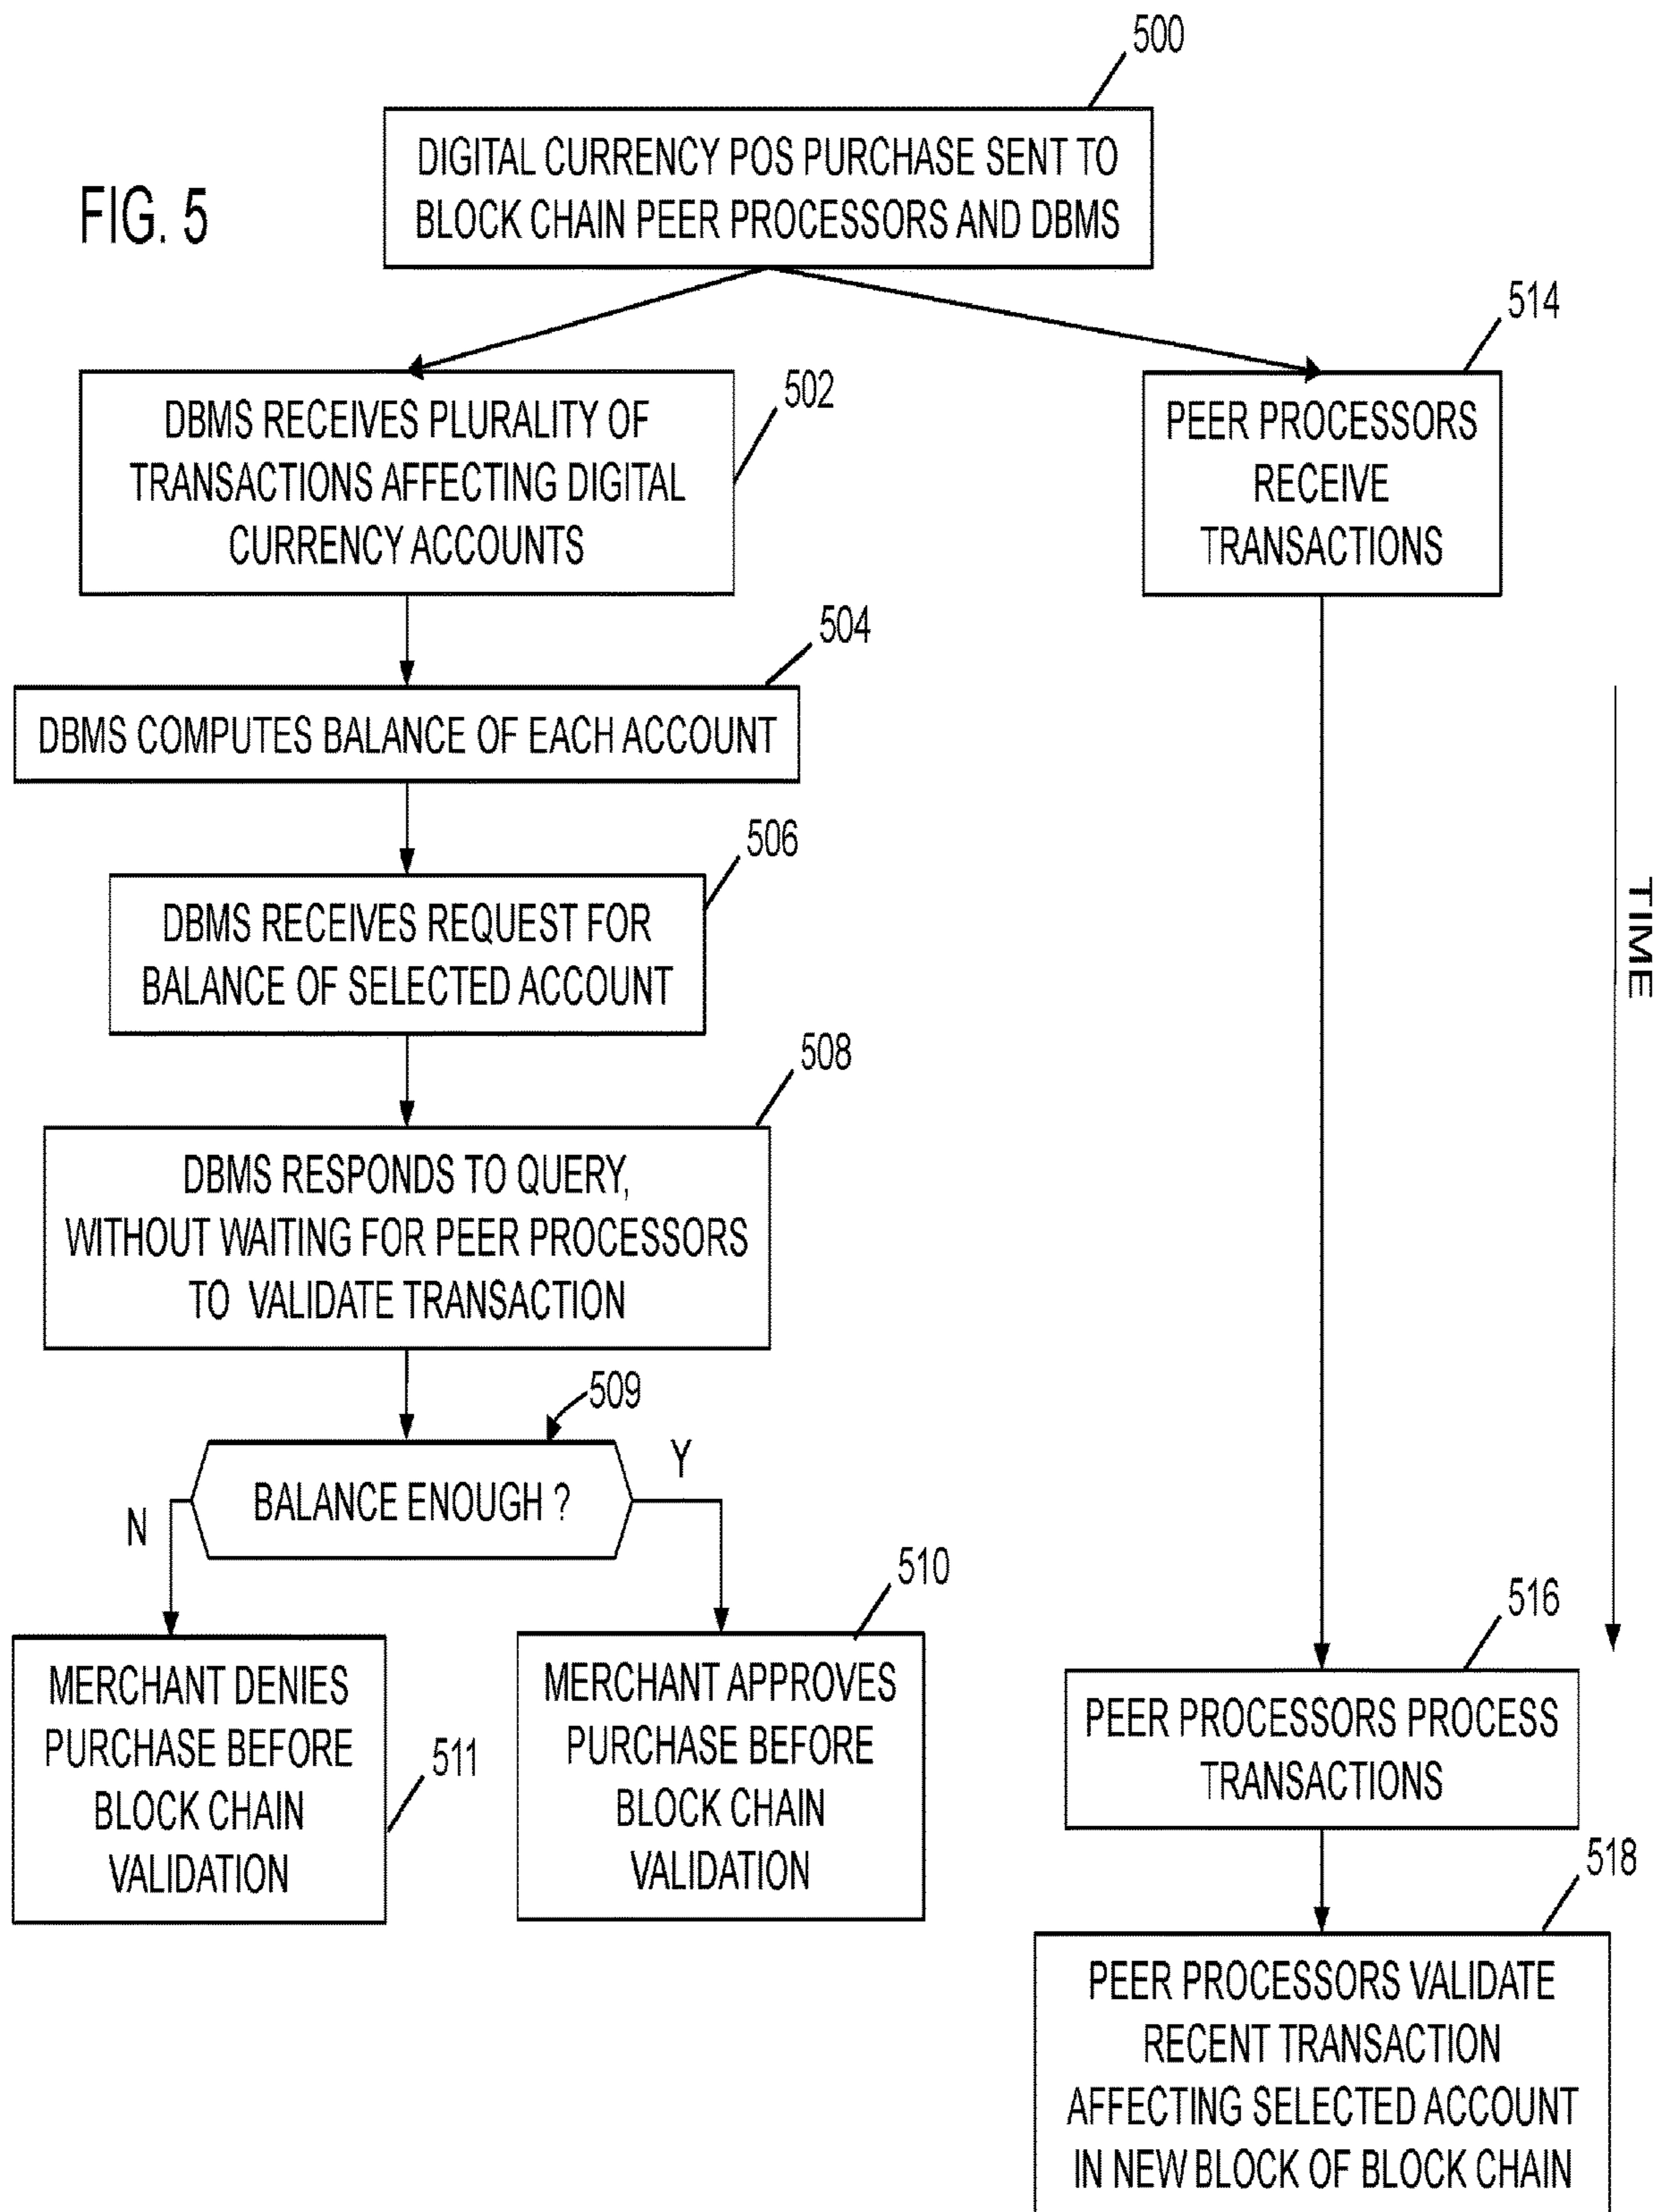 500
DIGITAL CURRENCY POS PURCHASE SENT TO
BLOCK CHAIN PEER PROCESSORS AND DBMS
FIG. 5
514
502
DBMS RECEIVES PLURALITY OF
TRANSACTIONS AFFECTING DIGITAL
CURRENCY ACCOUNTS
PEER PROCESSORS
RECEIVE
TRANSACTIONS
504
DBMS COMPUTES BALANCE OF EACH ACCOUNT
506
DBMS RECEIVES REQUEST FOR
BALANCE OF SELECTED ACCOUNT
TIME
508
DBMS RESPONDS TO QUERY,
WITHOUT WAITING FOR PEER PROCESSORS
TO VALIDATE TRANSACTION
509
BALANCE ENOUGH ?
Y
N
510
511
MERCHANT DENIES
PURCHASE BEFORE
BLOCK CHAIN
VALIDATION
MERCHANT APPROVES
PURCHASE BEFORE
BLOCK CHAIN
VALIDATION
516
PEER PROCESSORS PROCESS
TRANSACTIONS
518
PEER PROCESSORS VALIDATE
RECENT TRANSACTION
AFFECTING SELECTED ACCOUNT
IN NEW BLOCK OF BLOCK CHAIN